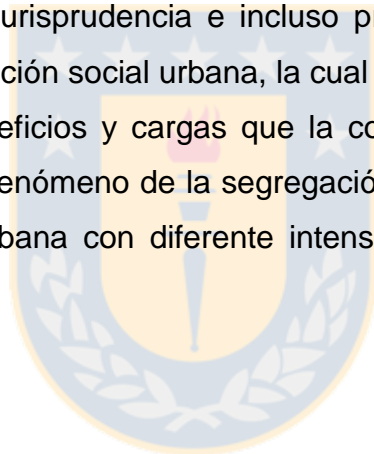 urisprudencia e incluso p
ción social urbana, la cual
eficios y cargas que la co
enómeno de la segregació
bana con diferente intens